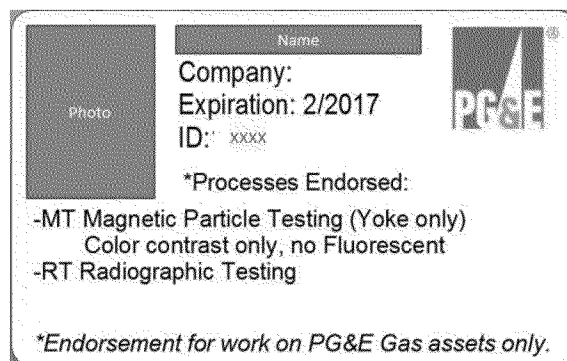 Name
Photo
Company:
Expiration: 2/2017
ID: xxxx
PG&E®
*Processes Endorsed:
-MT Magnetic Particle Testing (Yoke only)
Color contrast only, no Fluorescent
-RT Radiographic Testing
*Endorsement for work on PG&E Gas assets only.